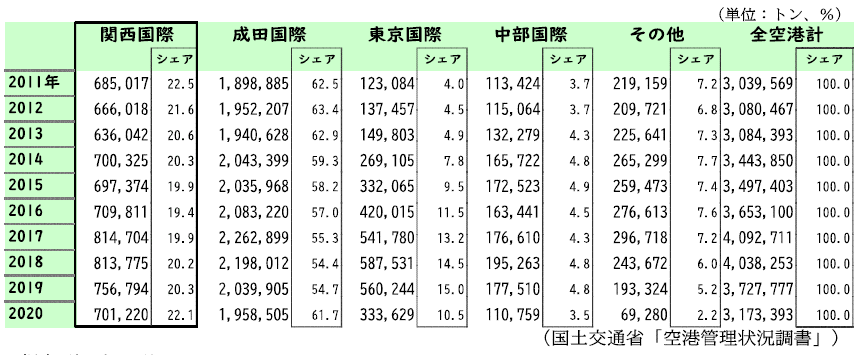 (単位：トン、%)
関西国際 成田国際 東京国際 中部国際 その他 全空港計
シェア シェア シェア シェア シェア シェア
2011年 685,017 22.5 1,898,885 62.5 123,084 4.0 113,424 3.7 219,159 7.2 3,039,569 100.0
2012 666,018 21.6 1,952,207 63.4 137,457 4.5 115,064 3.7 209,721 6.8 3,080,467 100.0
2013 636,042 20.6 1,940,628 62.9 149,803 4.9 132,279 4.3 225,641 7.3 3,084,393 100.0
2014 700,325 20.3 2,043,399 59.3 269,105 7.8 165,722 4.8 265,299 7.7 3,443,850 100.0
2015 697,374 19.9 2,035,968 58.2 332,065 9.5 172,523 4.9 259,473 7.4 3,497,403 100.0
2016 709,811 19.4 2,083,220 57.0 420,015 11.5 163,441 4.5 276,613 7.6 3,653,100 100.0
2017 814,704 19.9 2,262,899 55.3 541,780 13.2 176,610 4.3 296,718 7.2 4,092,711 100.0
2018 813,775 20.2 2,198,012 54.4 587,531 14.5 195,263 4.8 243,672 6.0 4,038,253 100.0
2019 756,794 20.3 2,039,905 54.7 560,244 15.0 177,510 4.8 193,324 5.2 3,727,777 100.0
2020 701,220 22.1 1,958,505 61.7 333,629 10.5 110,759 3.5 69,280 2.2 3,173,393 100.0
(国土交通省「空港管理状況調書」)